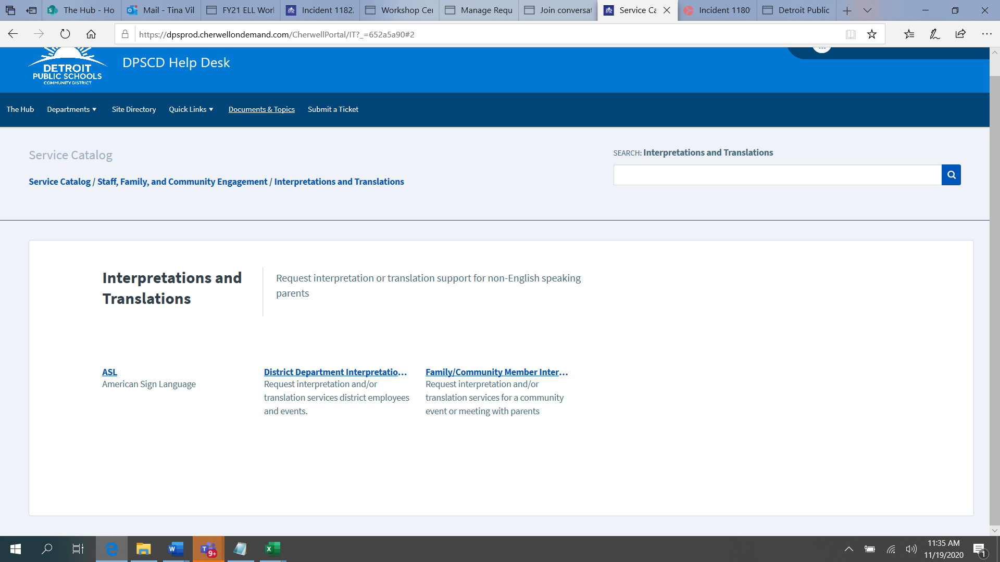 The Hub - Ho
Mail - Tina Vil
FY21 ELL Worl
Incident 1182
Workshop Cer
Manage Requ
Join conversat
Service Ca
Incident 1180
Detroit Public
https://dpsprod.cherwellondemand.com/CherwellPortal/IT?_=652a5a90#2
DETROIT
PUBLIC SCHOOLS
COMMUNITY DISTRICT
DPSCD Help Desk
The Hub Departments Site Directory Quick Links Documents & Topics Submit a Ticket
Service Catalog
SEARCH: Interpretations and Translations
Service Catalog / Staff, Family, and Community Engagement / Interpretations and Translations
Interpretations and
Translations
Request interpretation or translation support for non-English speaking
parents
ASL
American Sign Language
District Department Interpretatio...
Request interpretation and/or
translation services district employees
and events.
Family/Community Member Inter...
Request interpretation and/or
translation services for a community
event or meeting with parents
9+
11:35 AM
11/19/2020
1